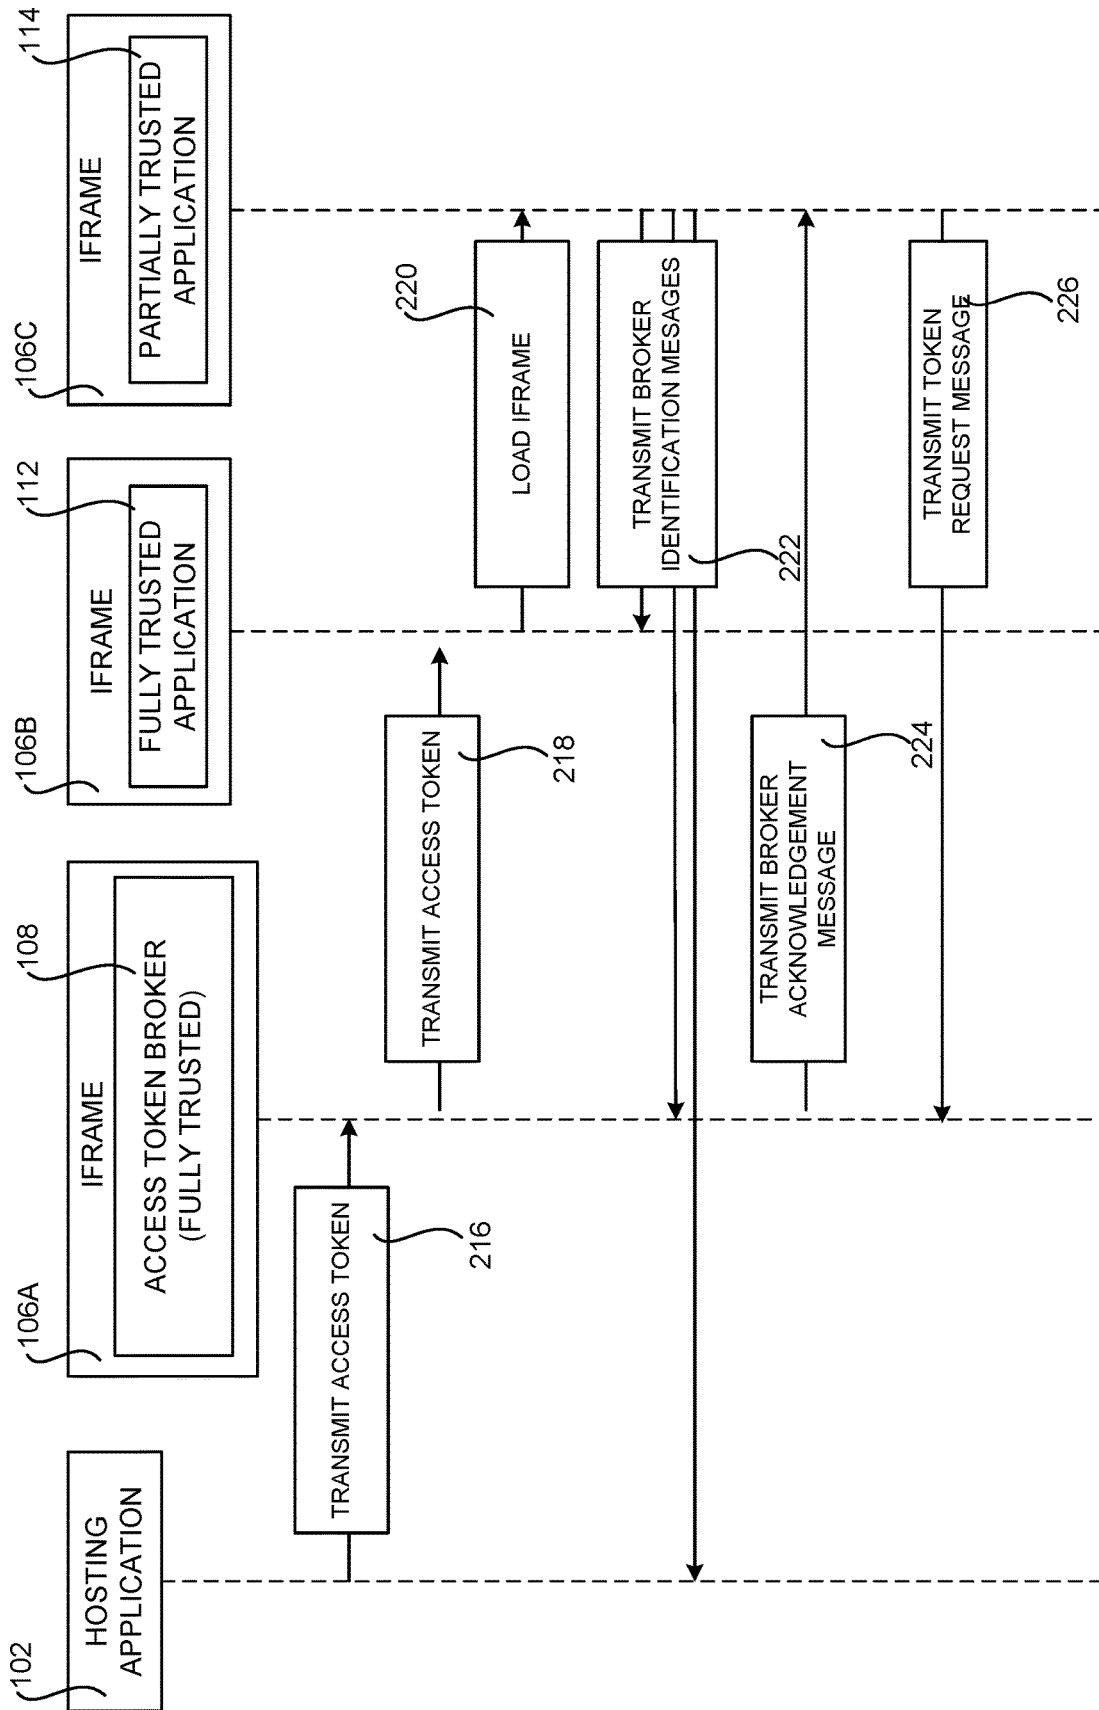 102
HOSTING
APPLICATION
106A
IFRAME
108
ACCESS TOKEN BROKER
(FULLY TRUSTED)
106B
IFRAME
112
FULLY TRUSTED
APPLICATION
106C
IFRAME
114
PARTIALLY TRUSTED
APPLICATION
TRANSMIT ACCESS TOKEN
216
TRANSMIT ACCESS TOKEN
218
LOAD IFRAME
220
TRANSMIT BROKER
IDENTIFICATION MESAGES
222
TRANSMIT BROKER
ACKNOWLEDGEMENT
MESSAGE
224
TRANSMIT TOKEN
REQUEST MESSAGE
226